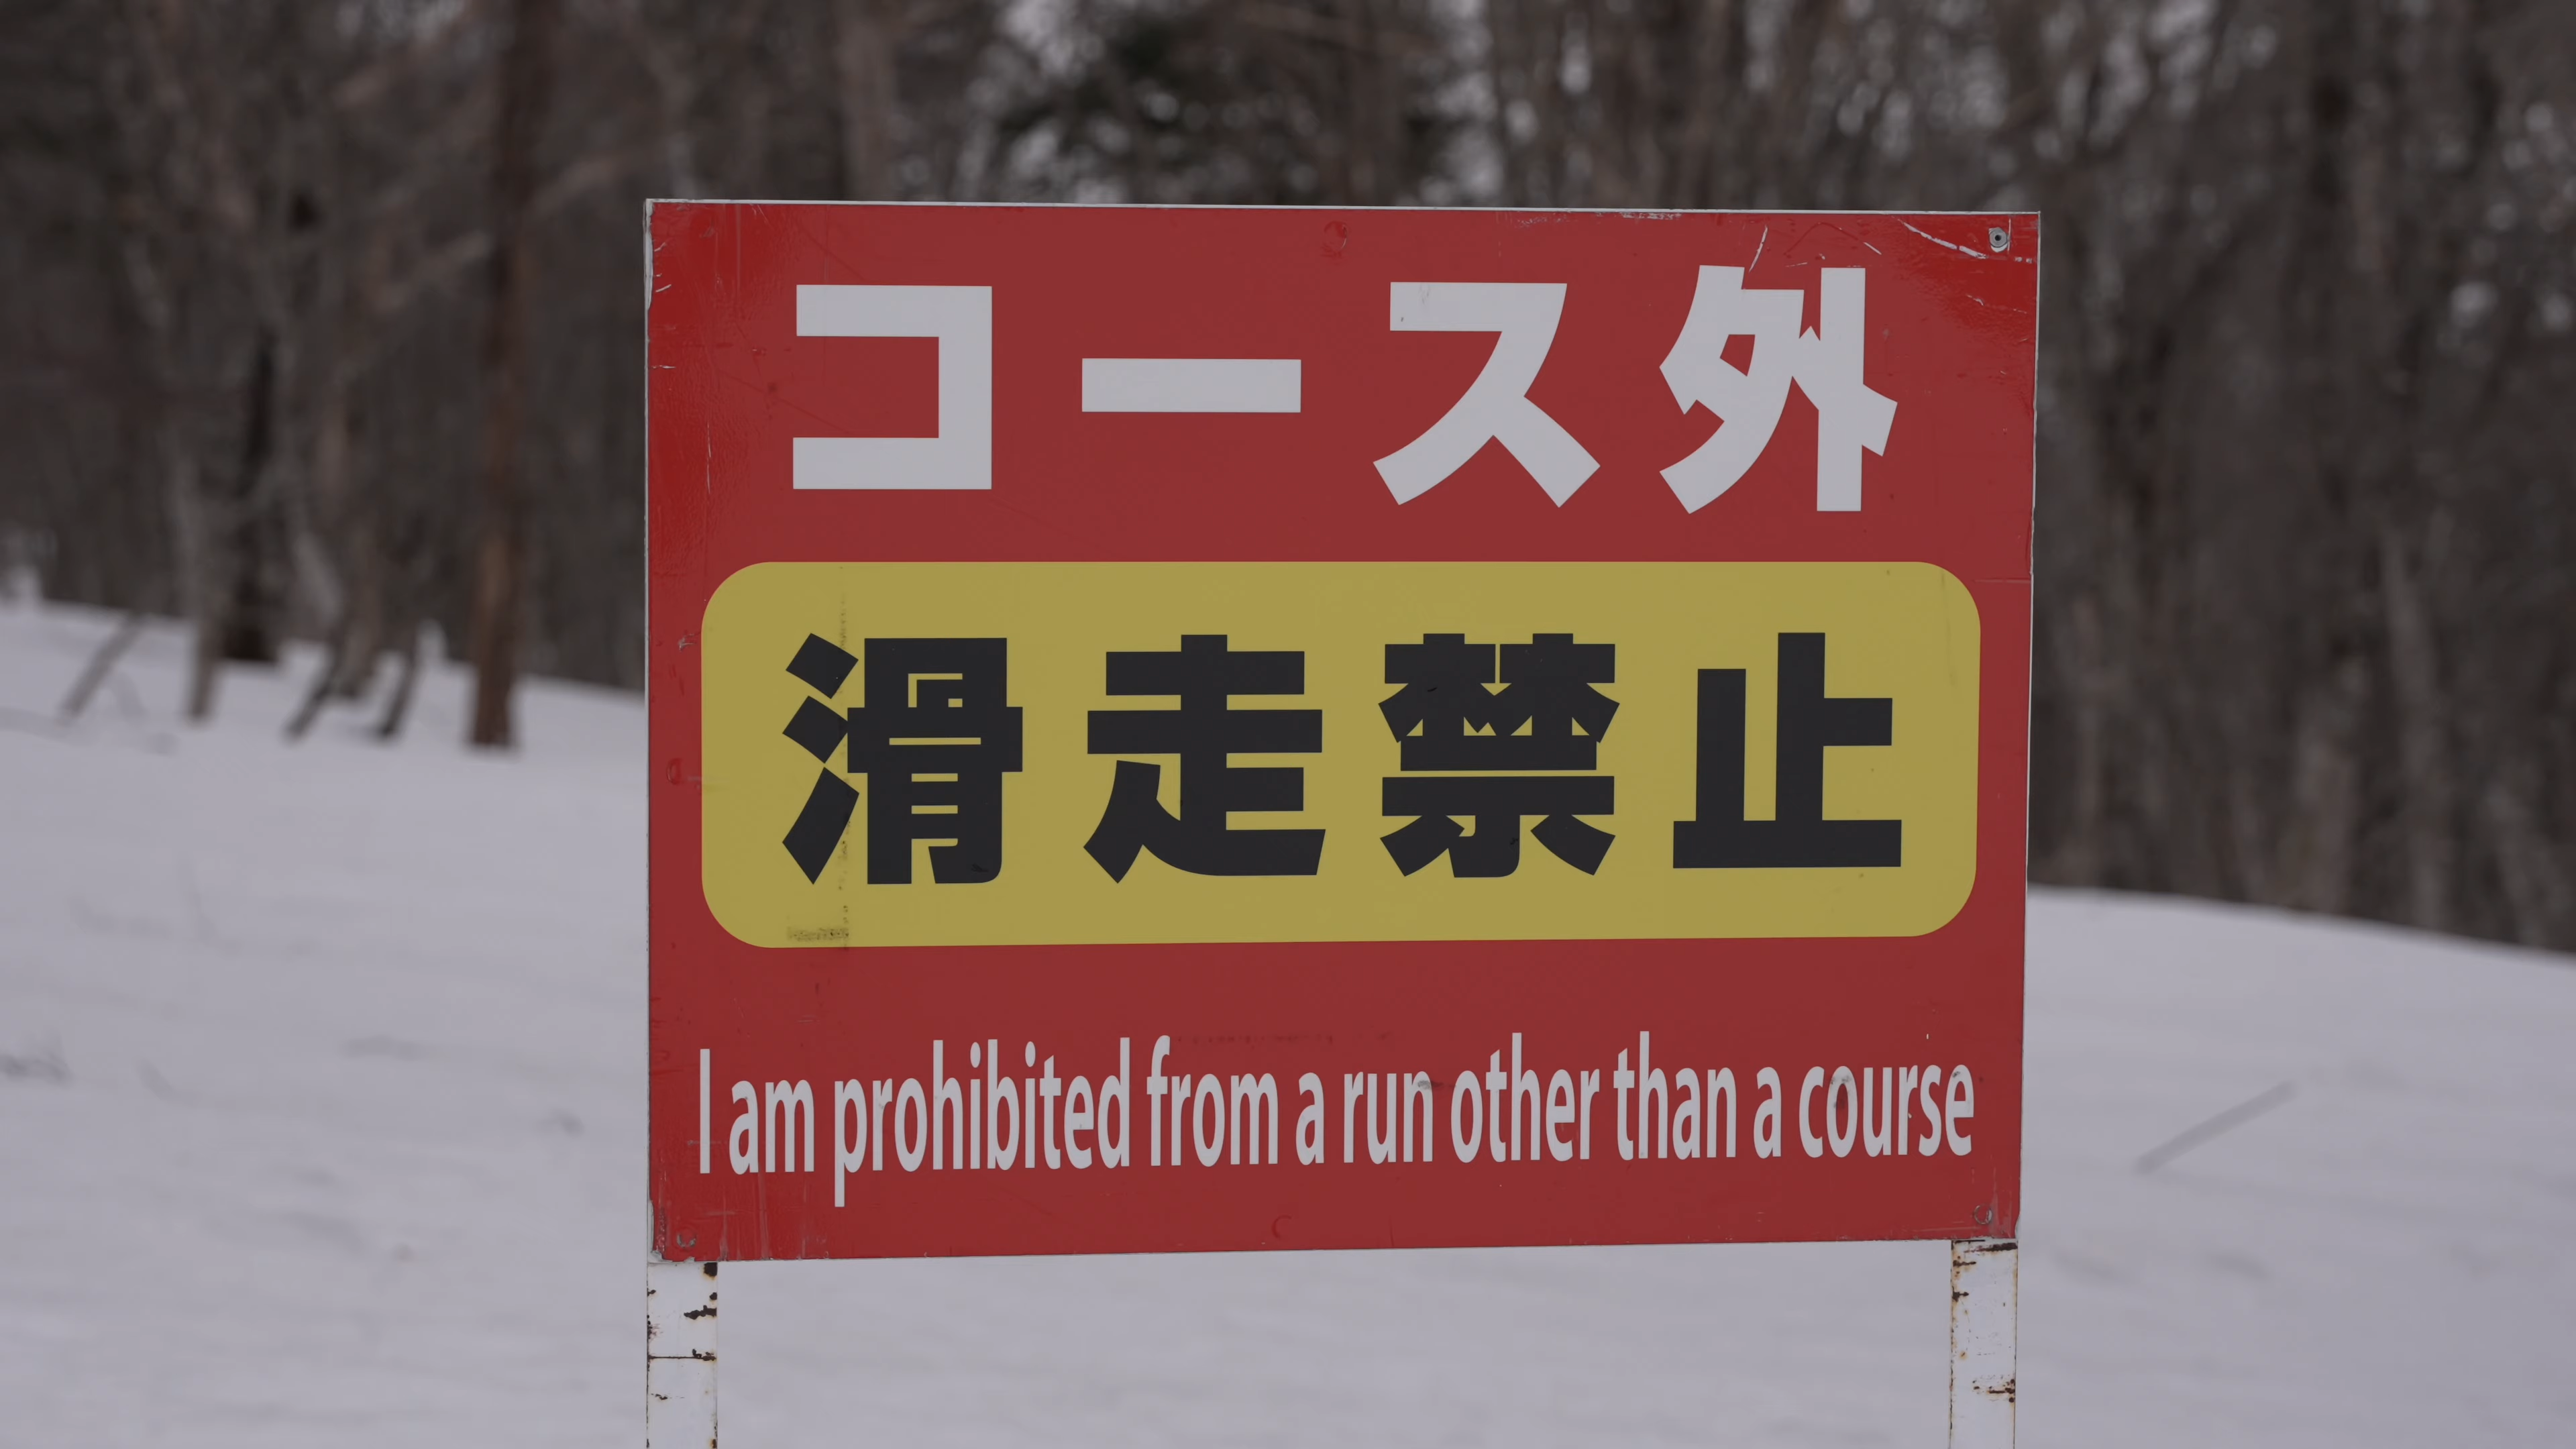 コース外
滑走禁止
I am prohibited from a run other than a course